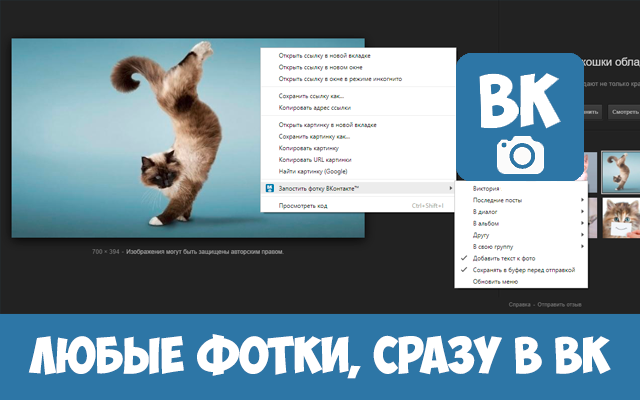 Открыть ссылку в новой вкладке
Открыть ссылку в новом окне
Открыть ссылку в окне в режиме инкогнито
Сохранить ссылку как...
Копировать адрес ссылки
Открыть картинку в новой вкладке
Сохранить картинку как...
Копировать картинку
Копировать URL картинки
Найти картинку (Google)
Запостить фотку ВКонтакте™
Просмотреть код Ctrl+Shift+I
ВК
кошки обла
дают не только кра
Смотреть
Виктория
Последние посты
В диалог
В альбом
Другу
В свою группу
Добавить текст к фото
Сохранять в буфер перед отправкой
Обновить меню
700 × 394 - Изображения могут быть защищены авторским правом.
Справка - Отправить отзыв
ЛЮБЫЕ ФОТКИ, СРАЗУ В ВК